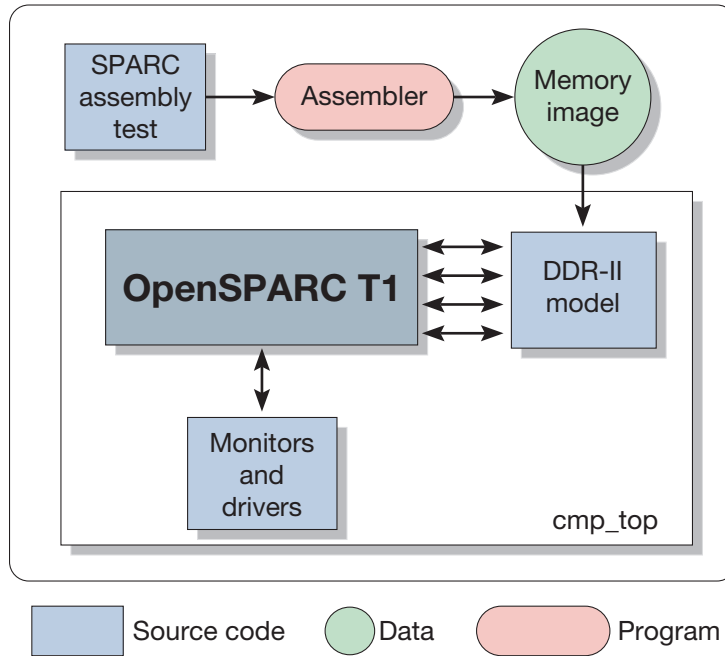 SPARC
assembly
test
Assembler
Memory
image
OpenSPARC T1
DDR-II
model
Monitors
and
drivers
cmp_top
Source code
Data
Program